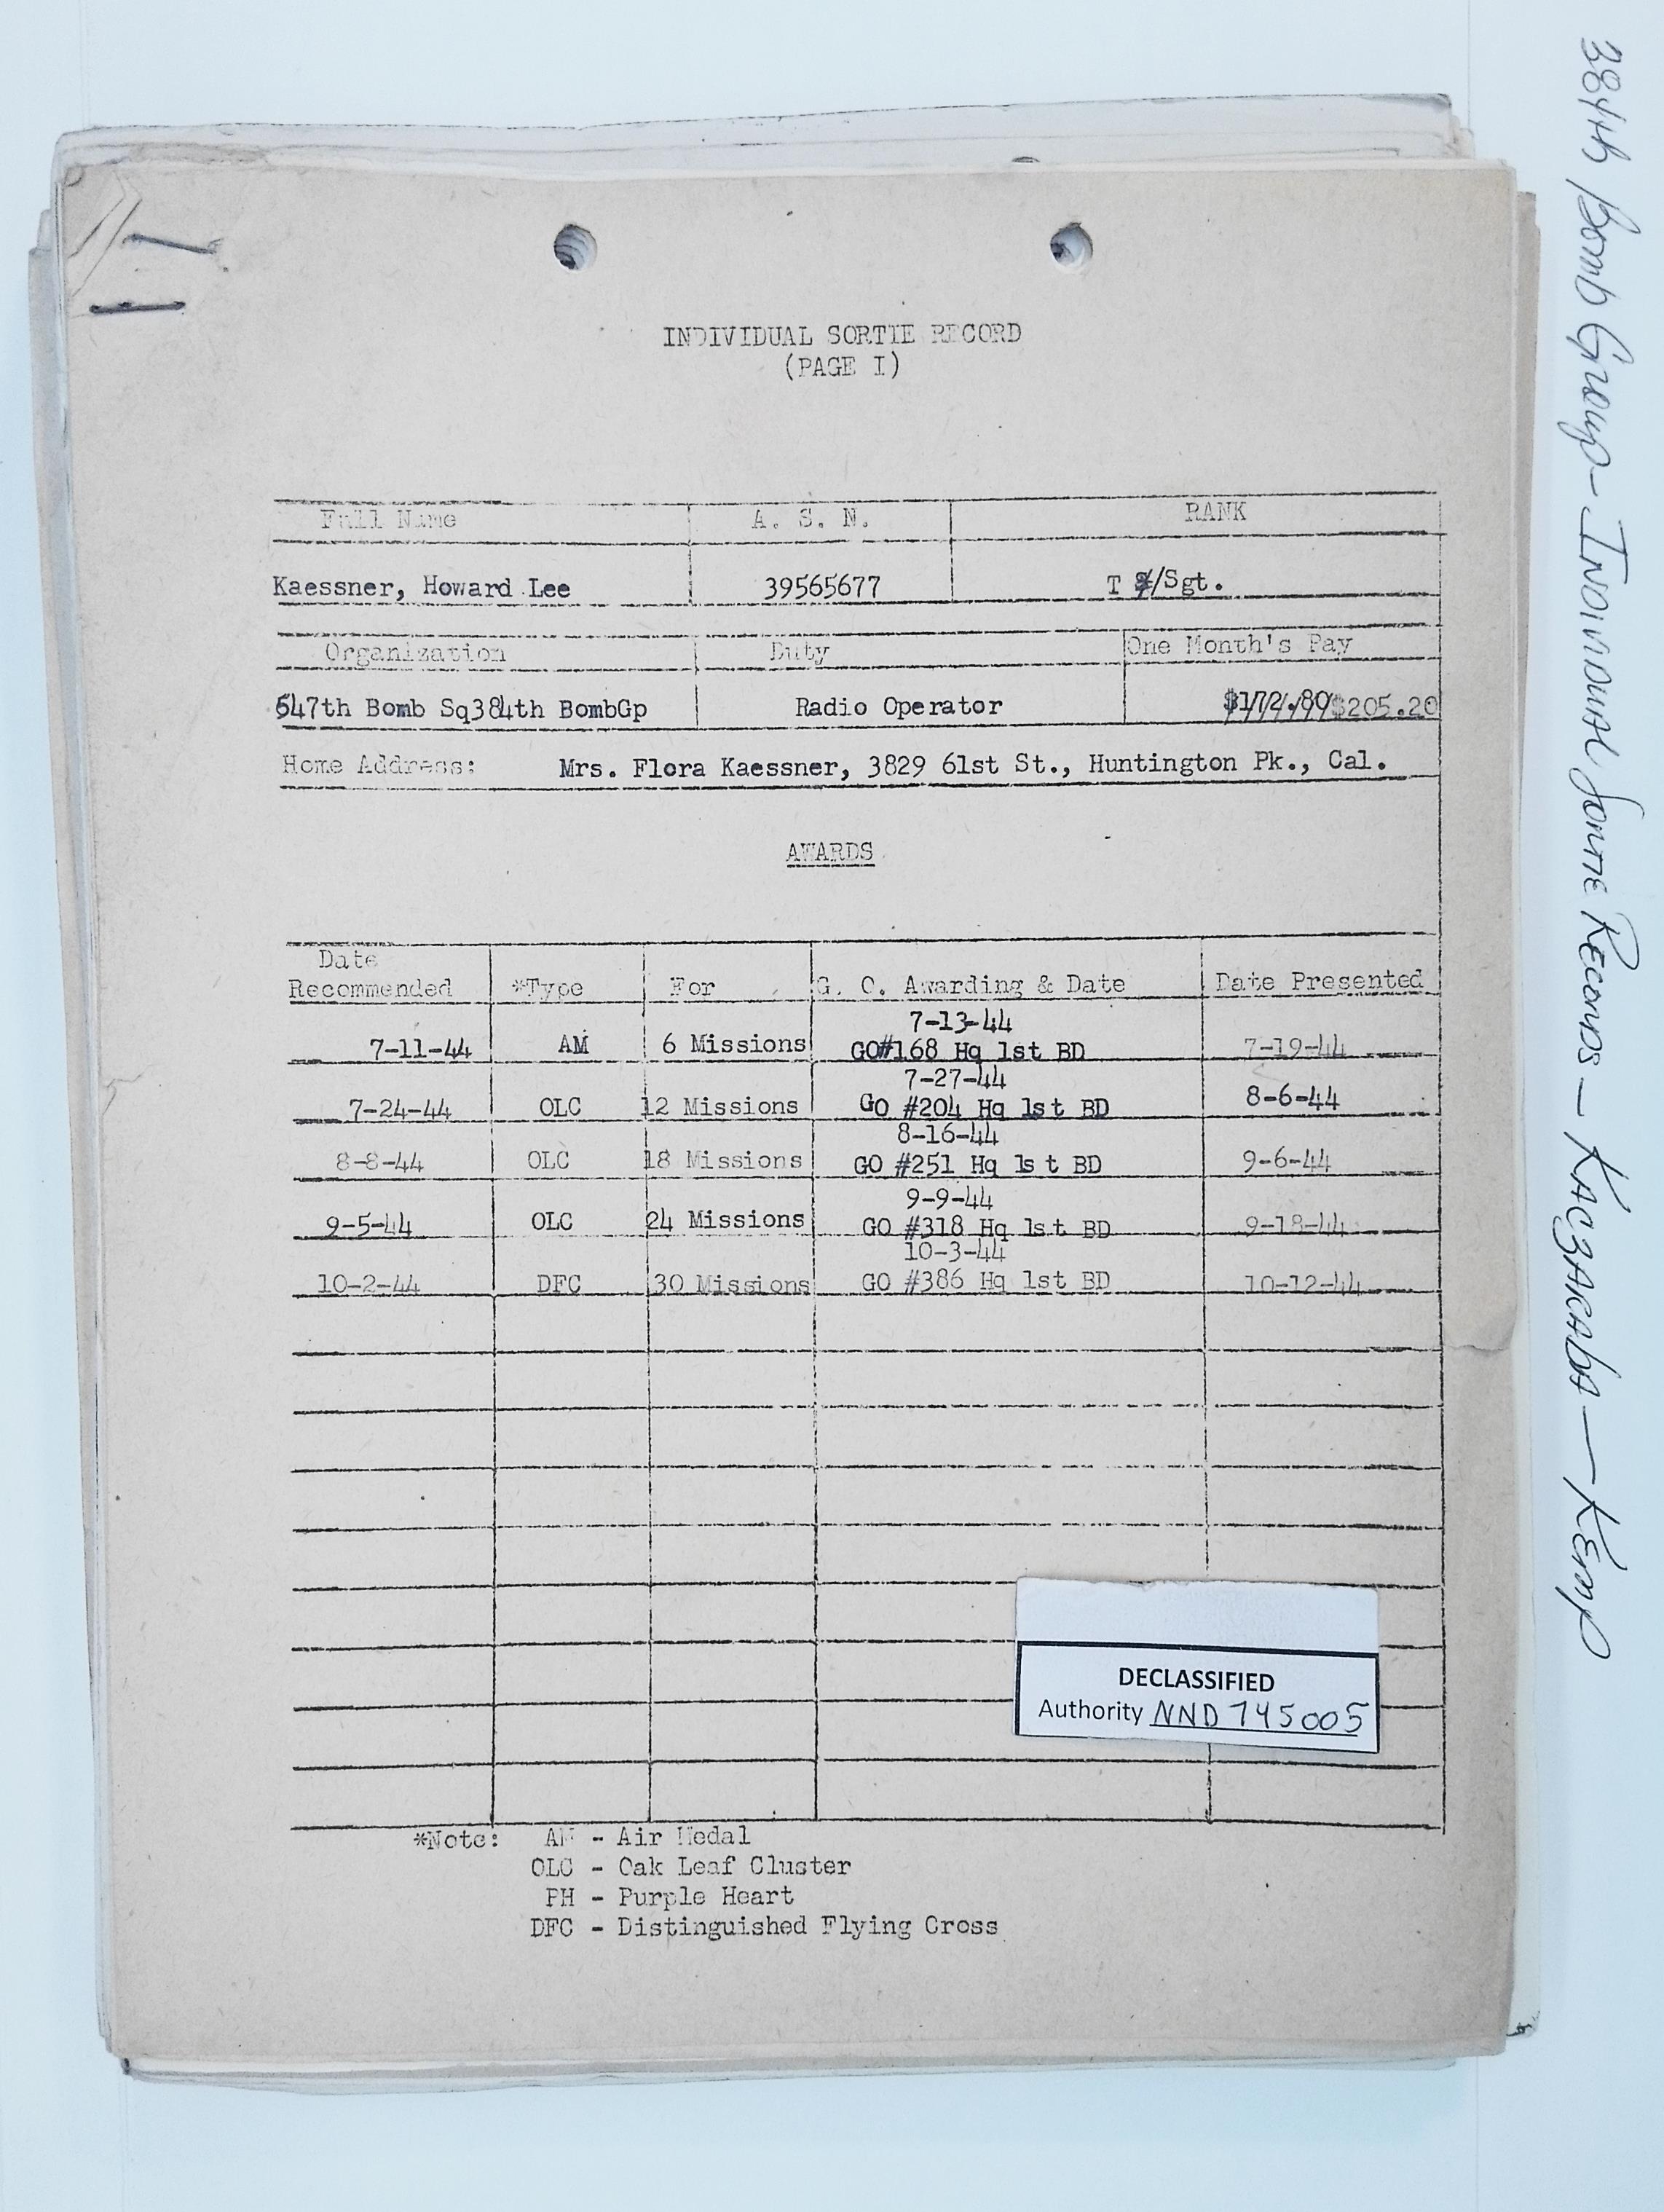 INDIVIDUAL SORTIE RECORD
(PAGE I)
Full Name A. S. N. RANK
Kaessner, Howard Lee 39565677 T /Sgt.
Organization Duty One Month's Pay
547th Bomb Sq384th BombGp Radio Operator $172.80 $205.20
Home Address: Mrs. Flora Kaessner, 3829 61st St., Huntington Pk., Cal.
AWARDS
Date
Recommended *Type For G. O. Awarding & Date Date Presented
7-13-44
7-11-44 AM 6 Missions GO#168 Hq 1st BD 7-19-44
7-27-44
7-24-44 OLC 12 Missions GO #204 Hq 1st BD 8-6-44
8-16-44
8-8-44 OLC 18 Missions GO #251 Hq 1st BD 9-6-44
9-9-44
9-5-44 OLC 24 Missions GO #318 Hq 1st BD 9-18-44
10-3-44
10-2-44 DFC 30 Missions GO #386 Hq 1st BD 10-12-44
DECLASSIFIED
Authority NND 745005
*Note: AM - Air Medal
OLC - Oak Leaf Cluster
PH - Purple Heart
DFC - Distinguished Flying Cross
384th Bomb Group - Individual Sortie Records - - Kemp